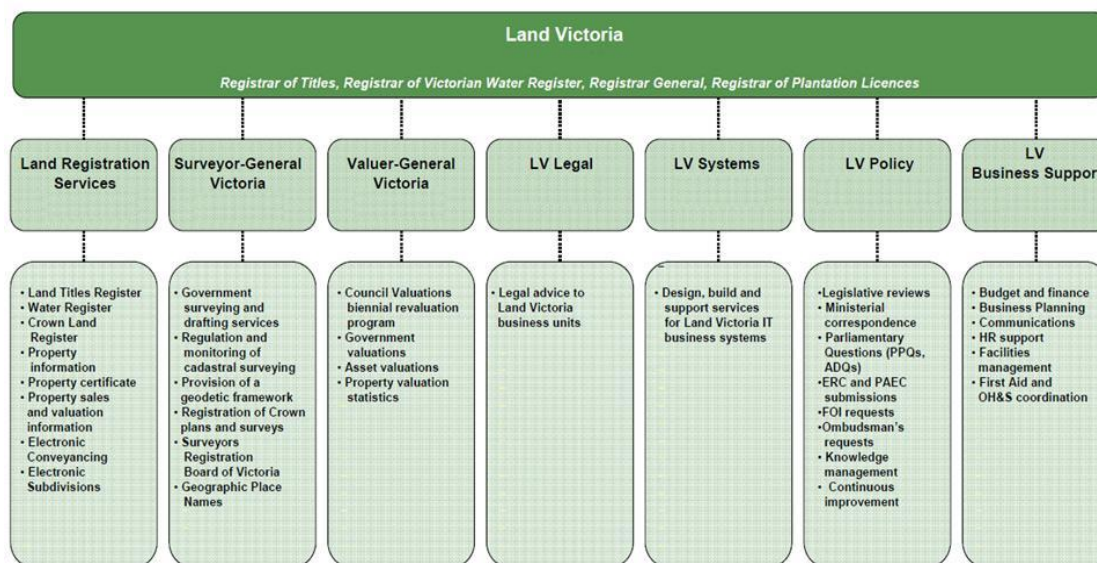 Land Victoria
Registrar of Titles, Registrar of Victorian Water Register, Registrar General, Registrar of Plantation Licences
Land Registration
Services
Surveyor-General
Victoria
Valuer-General
Victoria
LV Legal
LV Systems
LV Policy
LV
Business Support
• Land Titles Register
• Water Register
• Crown Land
Register
• Property
information
• Property certificate
• Property sales
and valuation
information
• Electronic
Conveyancing
• Electronic
Subdivisions
• Government
surveying and
drafting services
• Regulation and
monitoring of
cadastral surveying
• Provision of a
geodetic framework
• Registration of Crown
plans and surveys
• Surveyors
Registration
Board of Victoria
• Geographic Place
Names
• Council Valuations
biennial revaluation
program
• Government
valuations
• Asset valuations
• Property valuation
statistics
• Legal advice to
Land Victoria
business units
• Design, build and
support services
for Land Victoria IT
business systems
•Legislative reviews
• Ministerial
correspondence
• Parliamentary
Questions (PPQs,
ADQs)
•ERC and PAEC
submissions
•FOI requests
•Ombudsman's
requests
• Knowledge
management
• Continuous
improvement
• Budget and finance
• Business Planning
• Communications
• HR support
• Facilities
management
• First Aid and
OH&S coordination